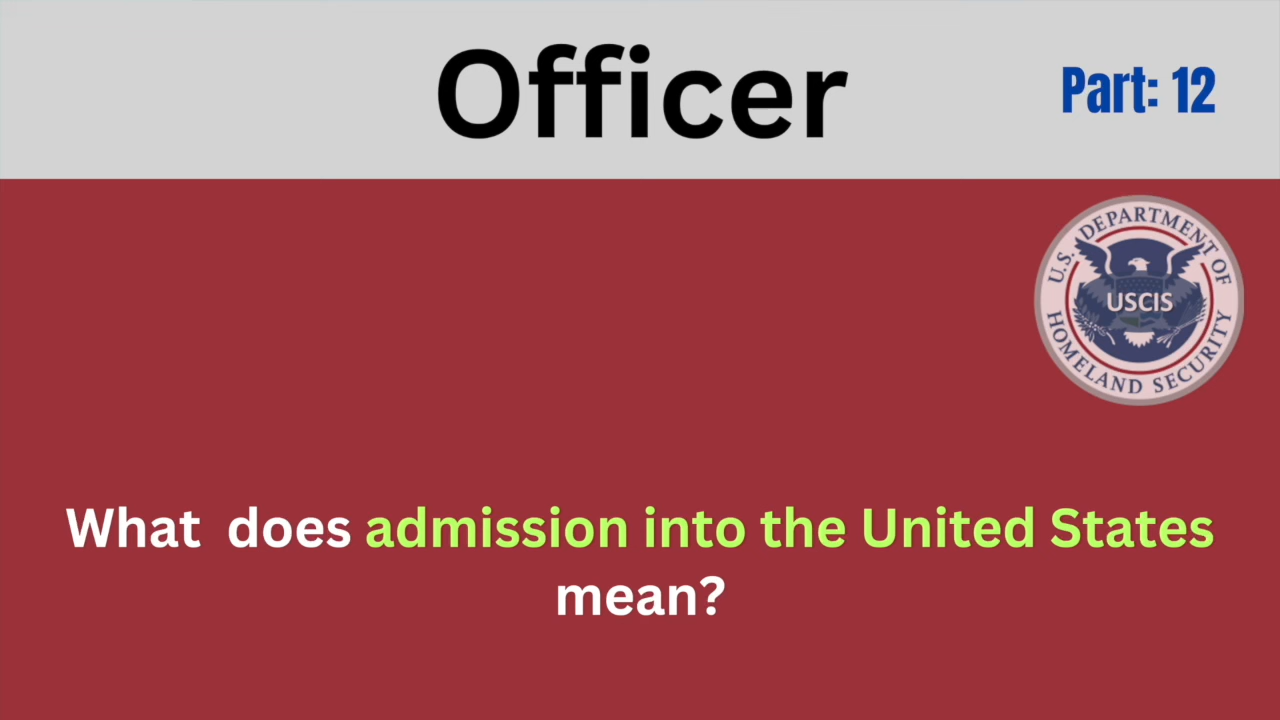 Officer
Part: 12
U.S. DEPARTMENT OF
USCIS
HOMELAND SECURITY
What does admission into the United States
mean?